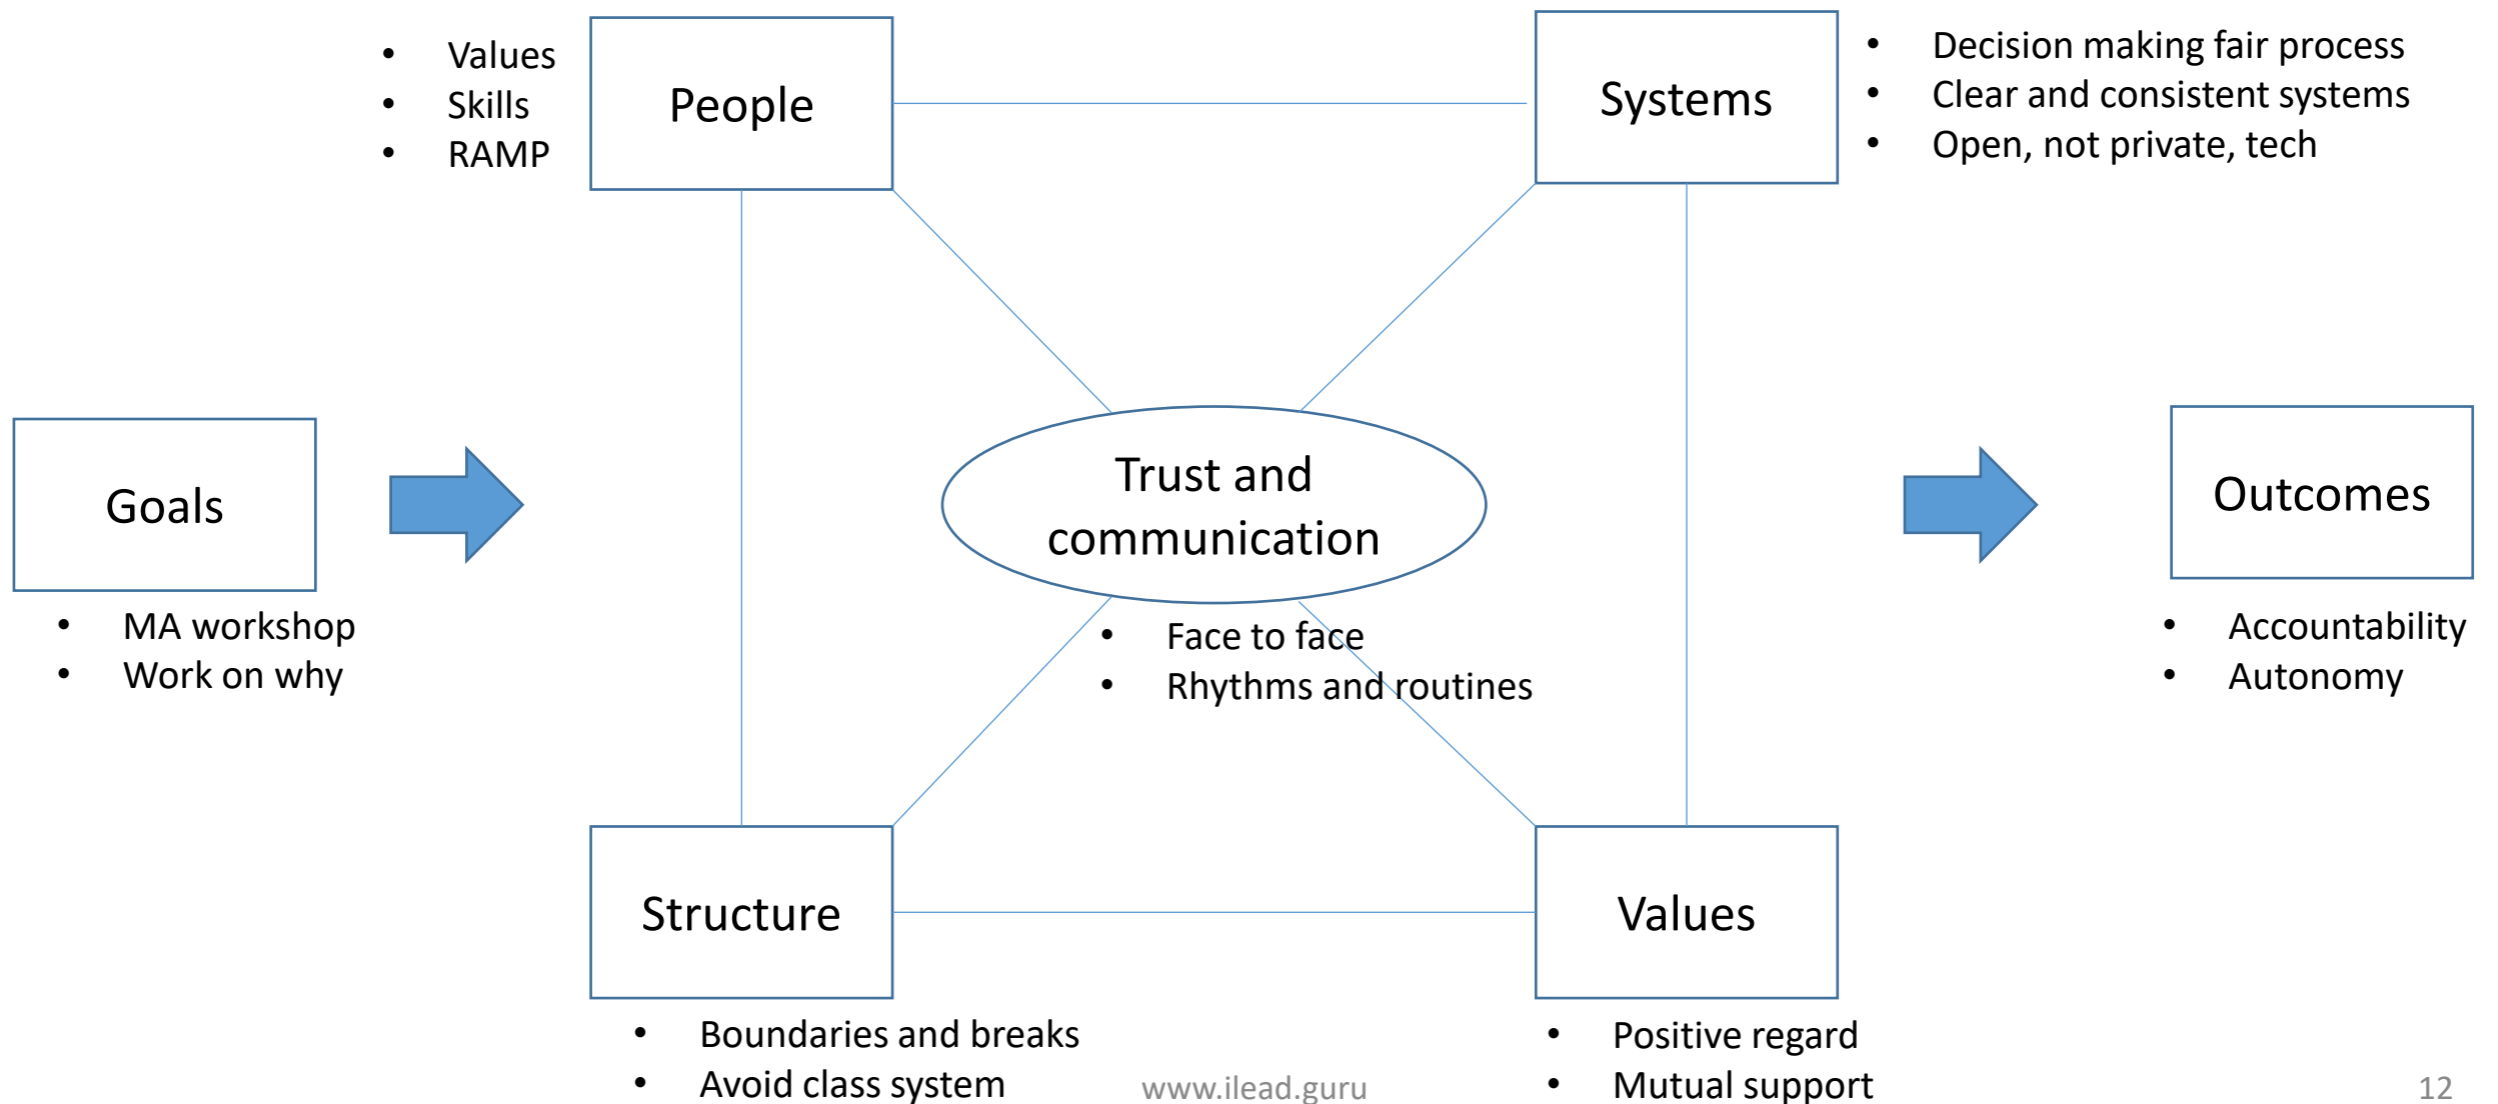 People
• Values
• Skills
• RAMP
Systems
• Decision making fair process
• Clear and consistent systems
• Open, not private, tech
Goals
• MA workshop
• Work on why
Trust and
communication
• Face to face
• Rhythms and routines
Outcomes
• Accountability
• Autonomy
Structure
• Boundaries and breaks
• Avoid class system
Values
• Positive regard
• Mutual support
www.ilead.guru
12